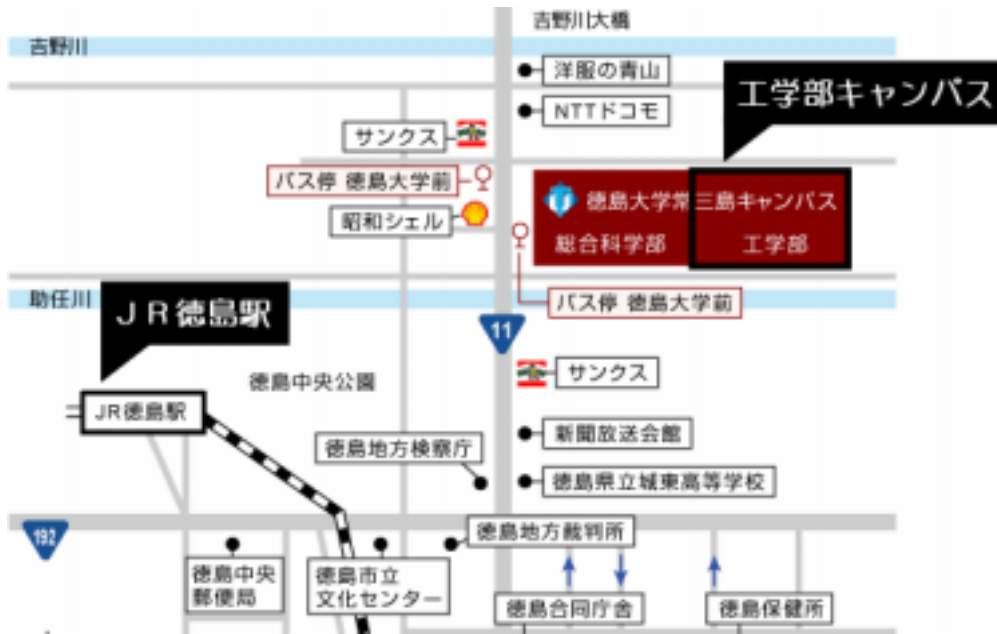 吉野川大橋
吉野川
洋服の青山
工学部キャンパス
NTTドコモ
サンクス
バス停 徳島大学前
徳島大学常三島キャンパス
昭和シェル
総合科学部
工学部
助任川
バス停 徳島大学前
JR徳島駅
11
サンクス
徳島中央公園
JR徳島駅
新聞放送会館
徳島地方検察庁
徳島県立城東高等学校
192
徳島地方裁判所
徳島中央
郵便局
徳島市立
文化センター
徳島合同庁舎
徳島保健所